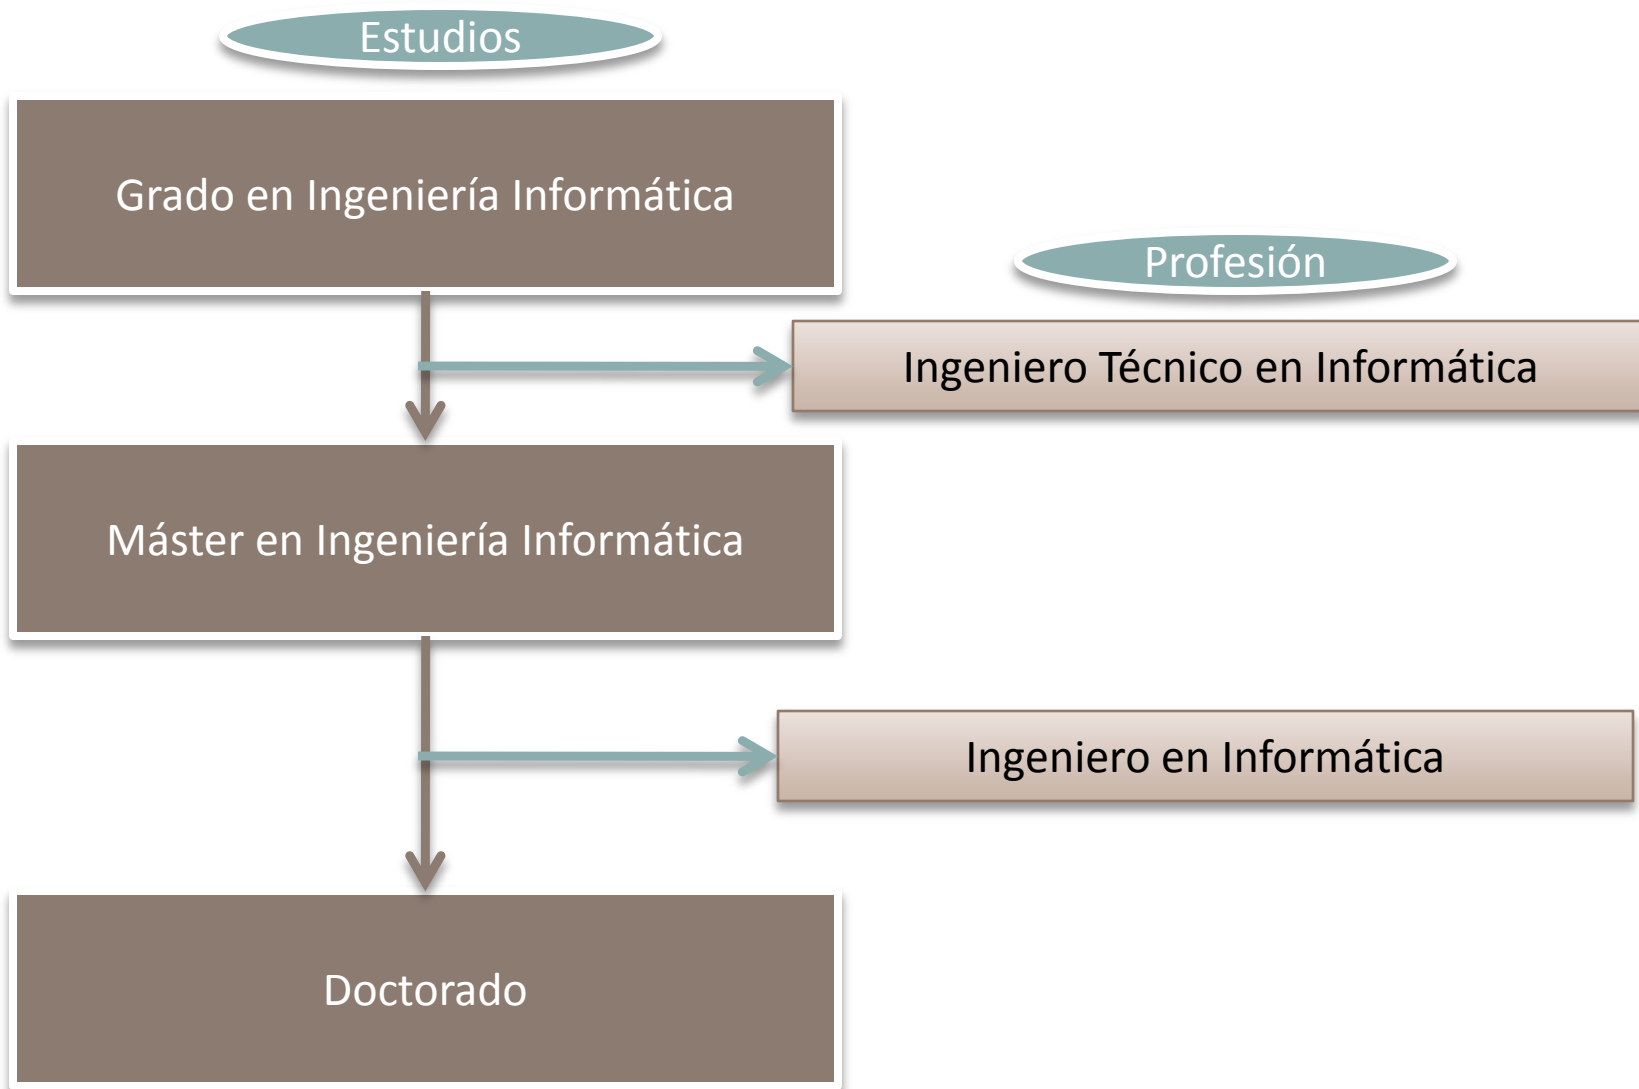 Estudios
Grado en Ingeniería Informática
Profesión
Ingeniero Técnico en Informática
Máster en Ingeniería Informática
Ingeniero en Informática
Doctorado